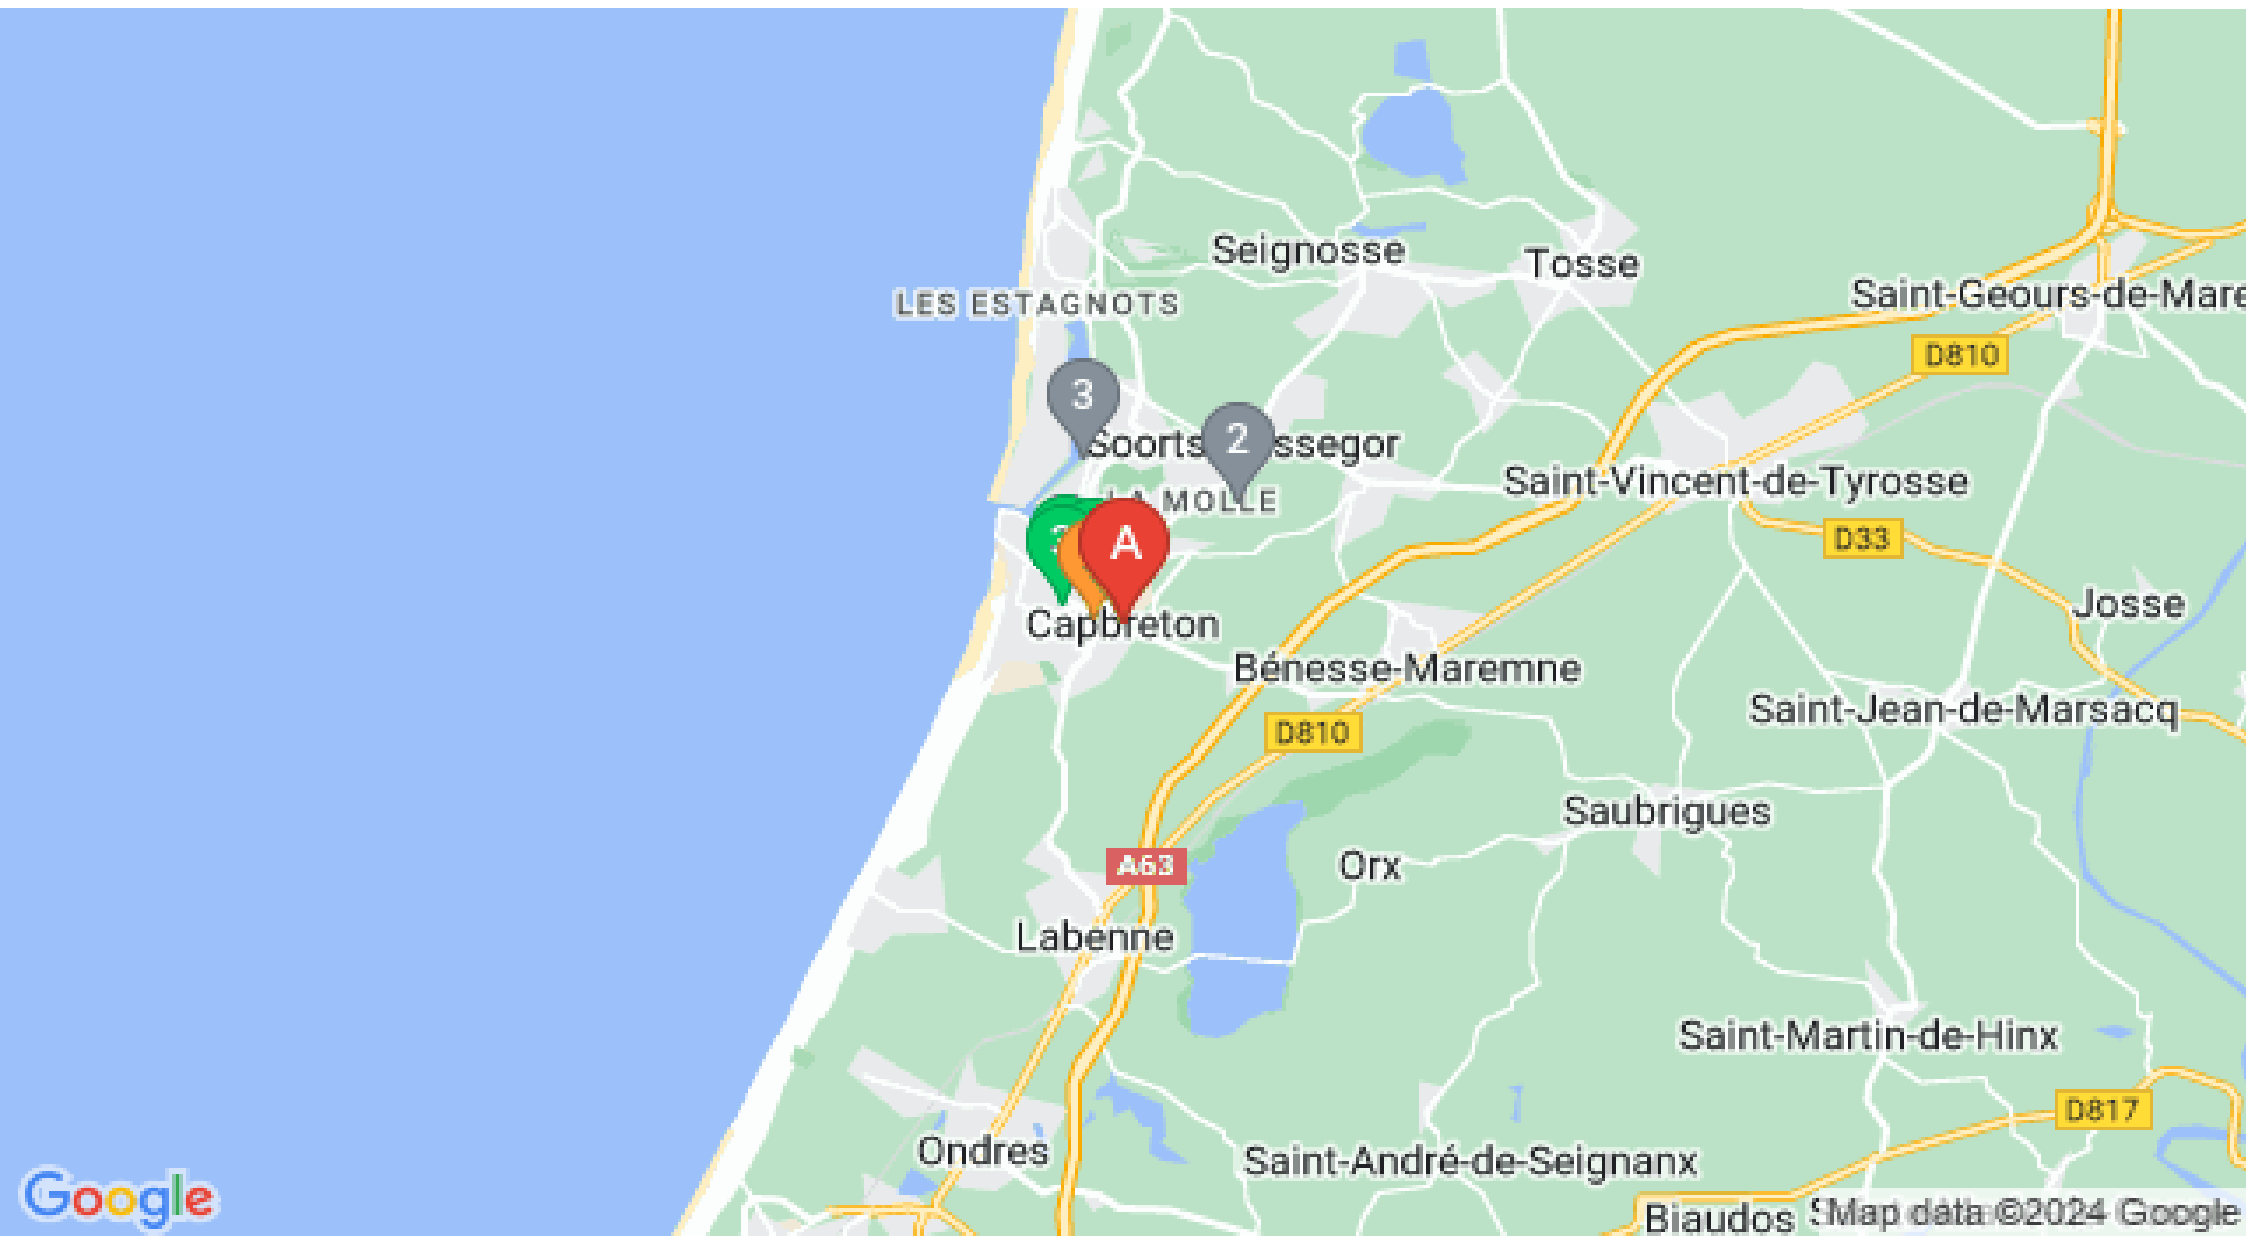 Seignosse
Tosse
LES ESTAGNOTS
Saint-Geours-de-Mare
D810
3
Soorts
ssegor
2
Saint-Vincent-de-Tyrosse
LA MOLLE
D33
A
Capbreton
Josse
Bénesse-Maremne
Saint-Jean-de-Marsacq
D810
Saubrigues
Orx
A63
Labenne
Saint-Martin-de-Hinx
D817
Ondres
Saint-André-de-Seignanx
Google
Biaudos
Map data ©2024 Google